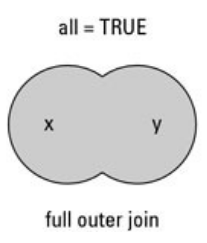 all = TRUE
x y
full outer join